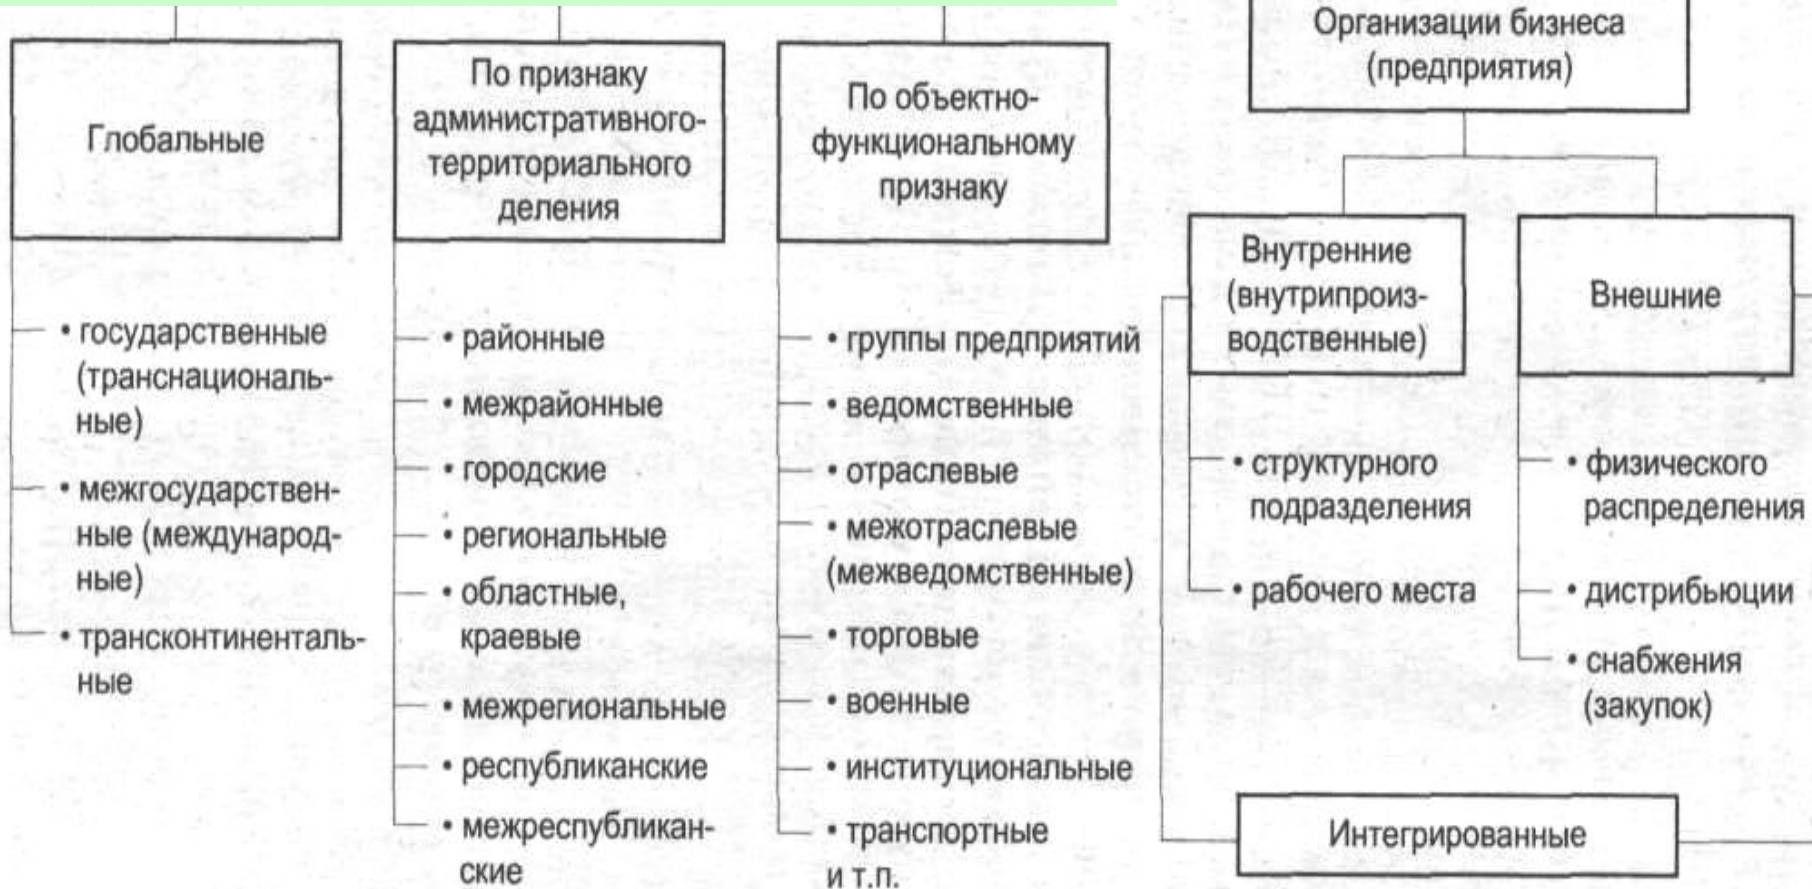 Глобальные
• государственные
(транснациональ-
ные)
• межгосударствен-
ные (международ-
ные)
• трансконтиненталь-
ные
По признаку
административного-
территориального
деления
• районные
• межрайонные
• городские
• региональные
• областные,
краевые
• межрегиональные
• республиканские
• межреспубликан-
ские
По объектно-
функциональному
признаку
• группы предприятий
• ведомственные
• отраслевые
• межотраслевые
(межведомственные)
• торговые
• военные
• институциональные
• транспортные
и т.п.
Организации бизнеса
(предприятия)
Внутренние
(внутрипроиз-
водственные)
• структурного
подразделения
• рабочего места
Внешние
• физического
распределения
• дистрибьюции
• снабжения
(закупок)
Интегрированные